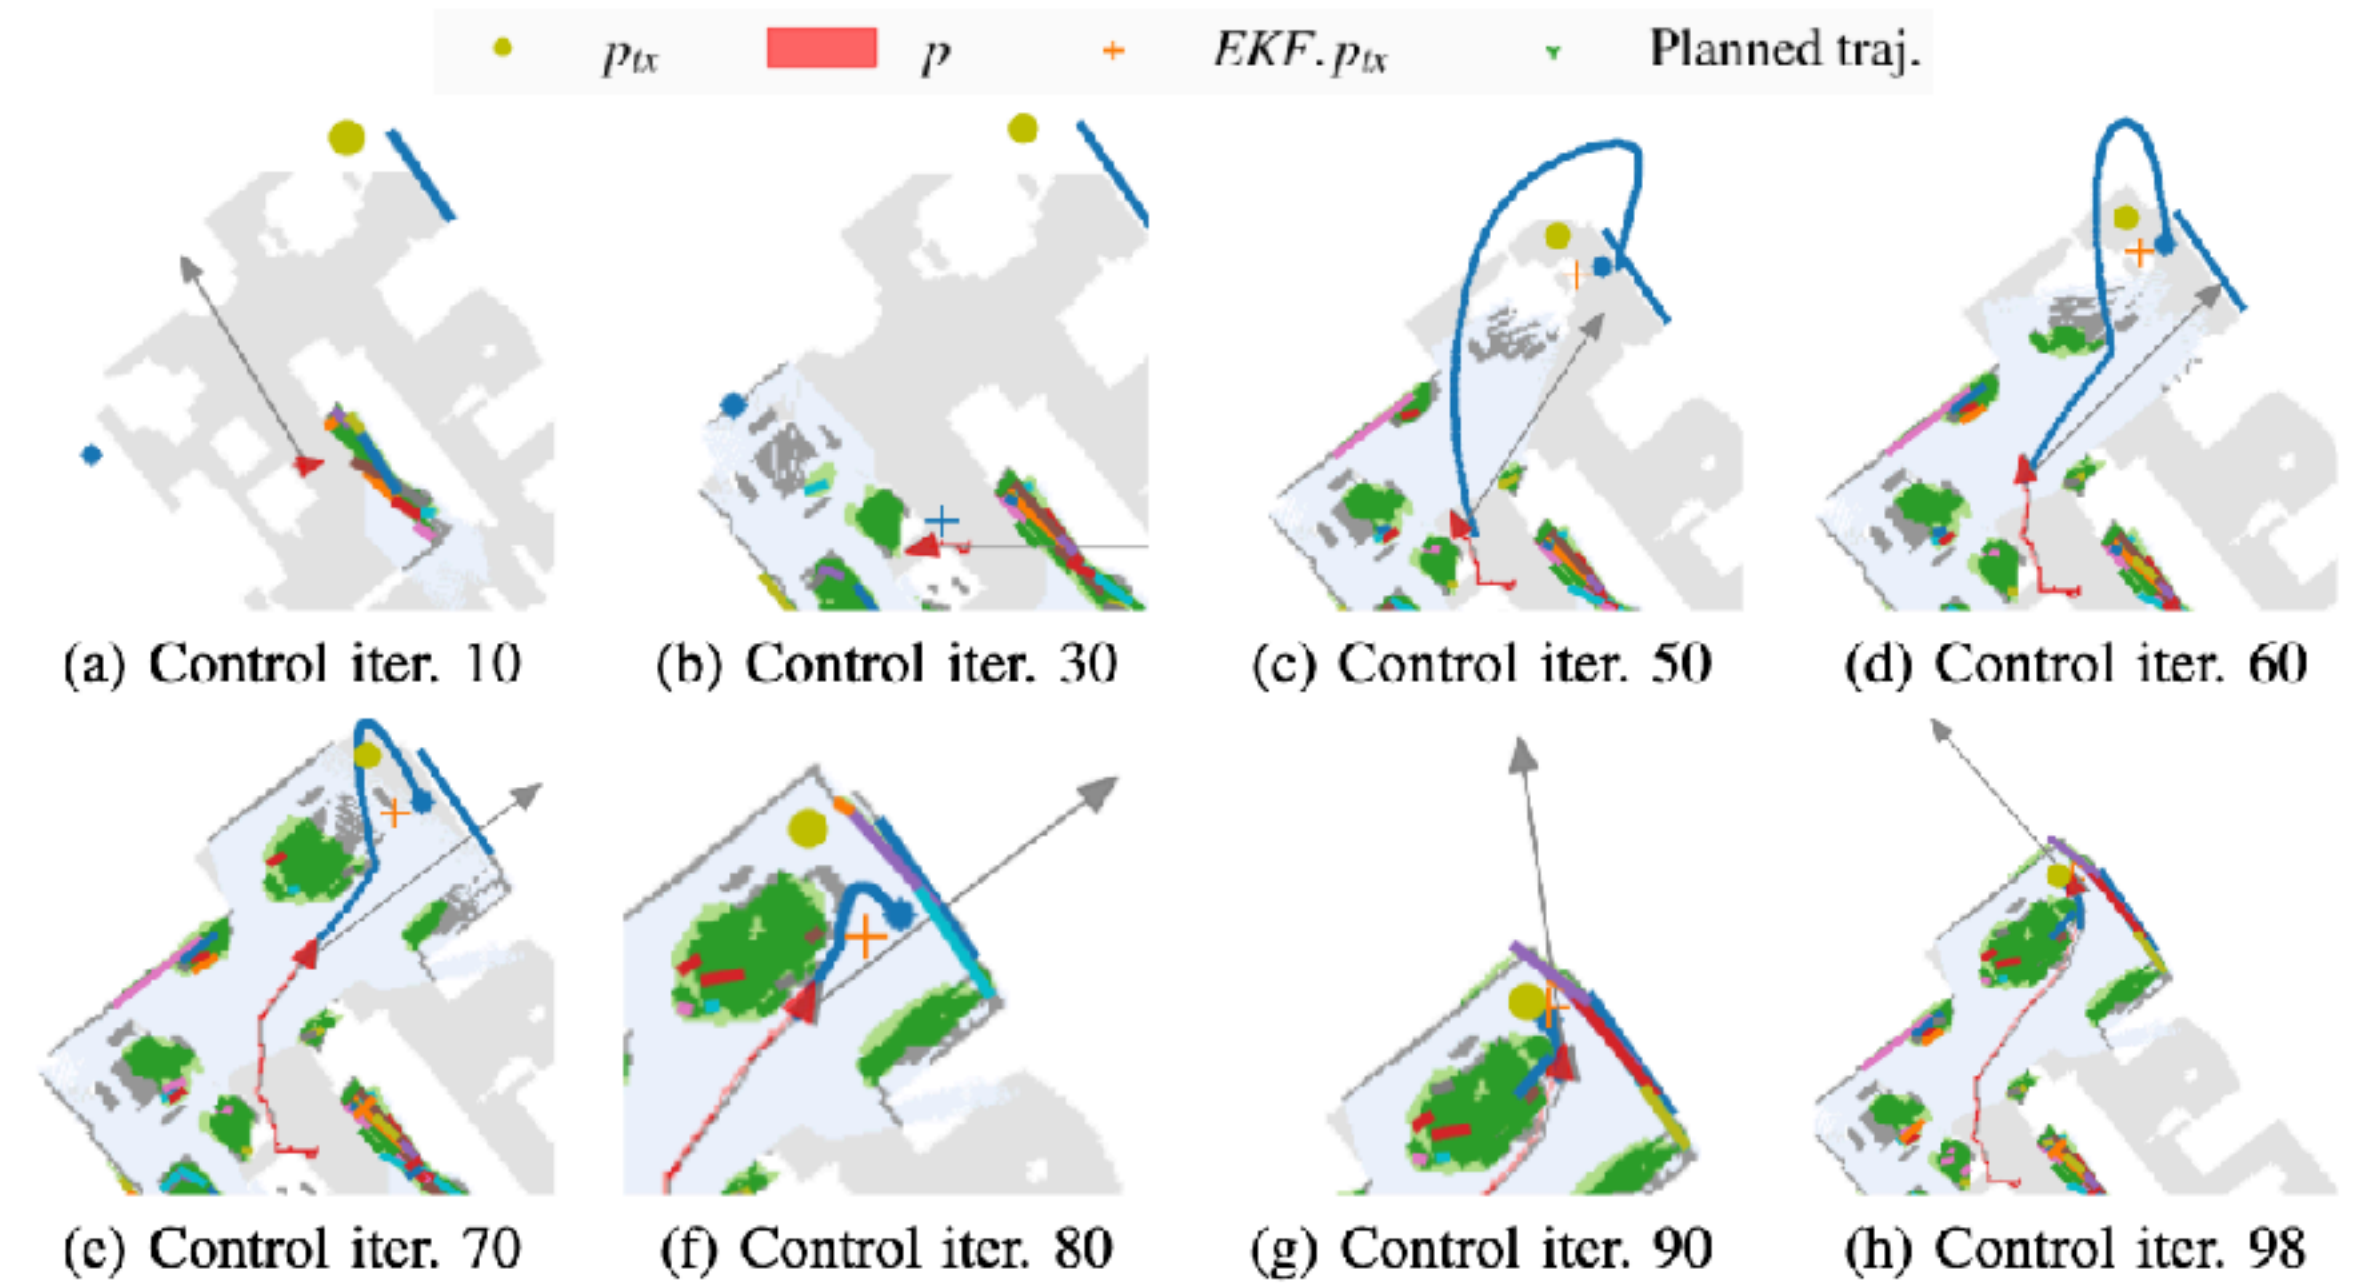 p_tx p EKF.p_tx Planned traj.
(a) Control iter. 10 (b) Control iter. 30 (c) Control iter. 50 (d) Control iter. 60
(e) Control iter. 70 (f) Control iter. 80 (g) Control iter. 90 (h) Control iter. 98